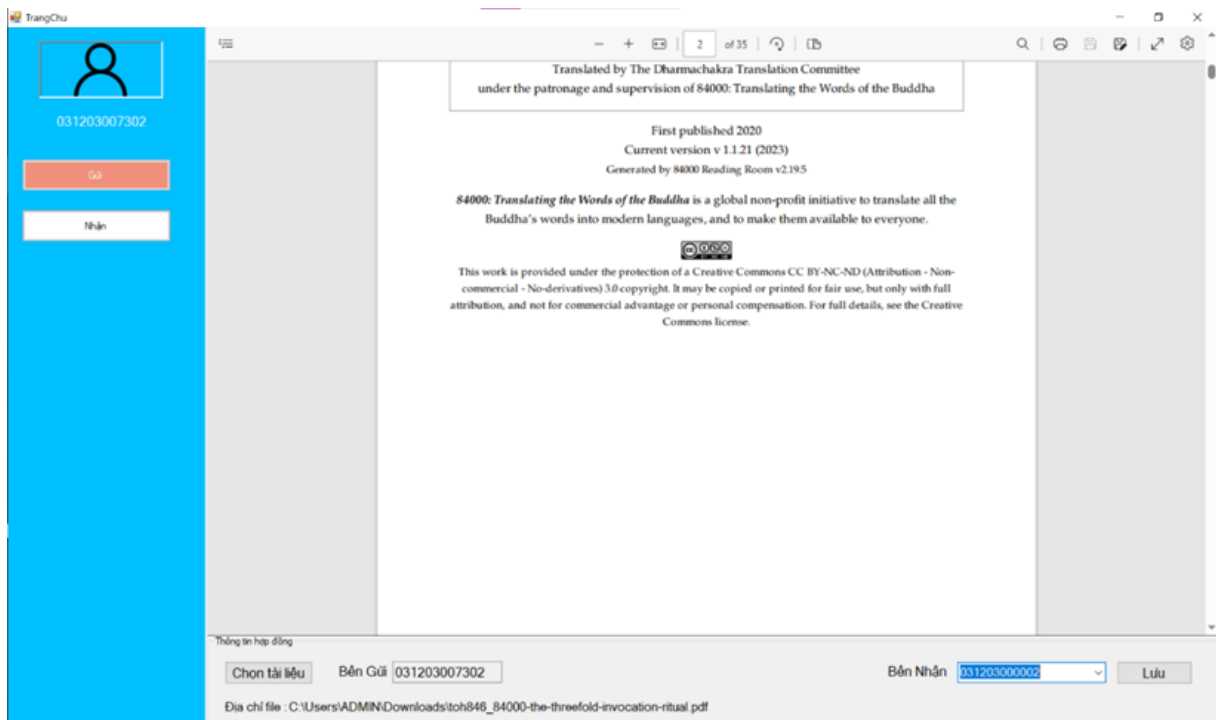 TrangChu
031203007302
Gửi
Nhận
2 of 35
Translated by The Dharmachakra Translation Committee
under the patronage and supervision of 84000: Translating the Words of the Buddha
First published 2020
Current version v 1.1.21 (2023)
Generated by 84000 Reading Room v2.19.5
84000: Translating the Words of the Buddha is a global non-profit initiative to translate all the
Buddha's words into modern languages, and to make them available to everyone.
This work is provided under the protection of a Creative Commons CC BY-NC-ND (Attribution - Non-
commercial - No-derivatives) 3.0 copyright. It may be copied or printed for fair use, but only with full
attribution, and not for commercial advantage or personal compensation. For full details, see the Creative
Commons license.
Thông tin hợp đồng
Chọn tài liệu Bên Gửi 031203007302 Bên Nhận 031203000002 Lưu
Địa chỉ file : C:\Users\ADMIN\Downloads\toh846_84000-the-threefold-invocation-ritual.pdf